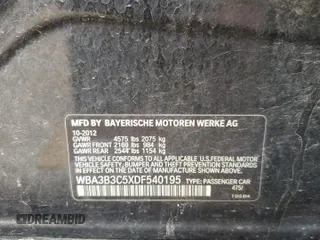 MFD BY BAYERISCHE MOTOREN WERKE AG
10-2012
GVWR 4575 lbs 2075 kg
GAWR FRONT 2169 lbs 984 kg
GAWR REAR 2544 lbs 1154 kg
THIS VEHICLE CONFORMS TO ALL APPLICABLE FEDERAL MOTOR
VEHICLE SAFETY, BUMPER, AND THEFT PREVENTION STANDARDS
IN EFFECT ON THE DATE OF MANUFACTURE SHOWN ABOVE.
WBA3B3C5XDF540195 TYPE: PASSENGER CAR
475/
DREAMBID